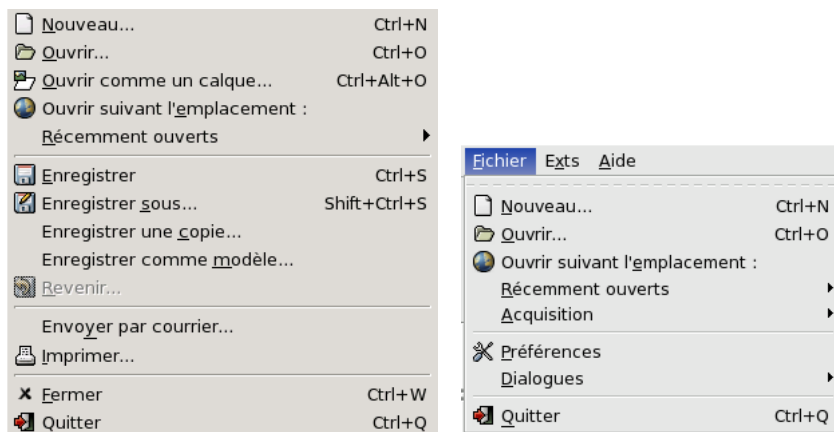 Nouveau... Ctrl+N
Ouvrir... Ctrl+O
Ouvrir comme un calque... Ctrl+Alt+O
Ouvrir suivant l'emplacement :
Récemment ouverts
Enregistrer Ctrl+S
Enregistrer sous... Shift+Ctrl+S
Enregistrer une copie...
Enregistrer comme modèle...
Revenir...
Envoyer par courrier...
Imprimer...
Fermer Ctrl+W
Quitter Ctrl+Q
Fichier Exts Aide
Nouveau... Ctrl+N
Ouvrir... Ctrl+O
Ouvrir suivant l'emplacement :
Récemment ouverts
Acquisition
Préférences
Dialogues
Quitter Ctrl+Q